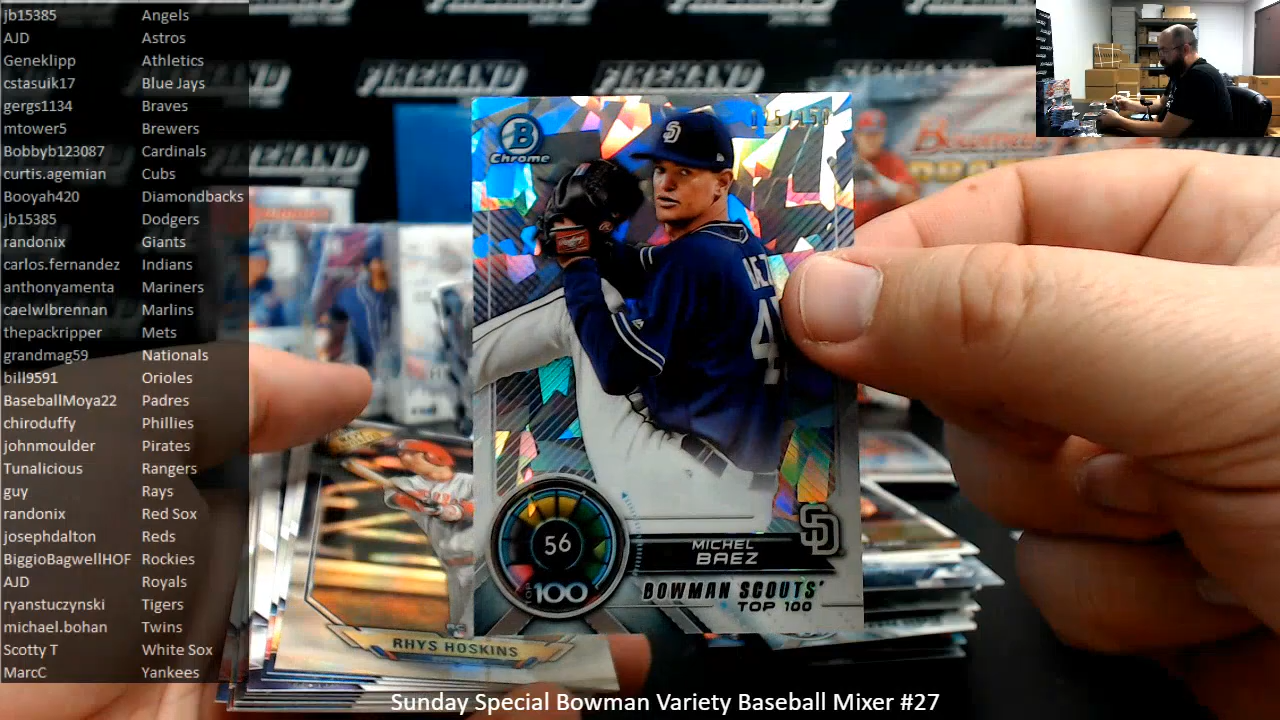 jb15385 Angels
AJD Astros
Geneklipp Athletics
cstasuik17 Blue Jays
gergs1134 Braves
mtower5 Brewers
Bobbyb123087 Cardinals
curtis.agemian Cubs
Booyah420 Diamondbacks
jb15385 Dodgers
randonix Giants
carlos.fernandez Indians
anthonyamenta Mariners
caelwlbrennan Marlins
thepackripper Mets
grandmag59 Nationals
bill9591 Orioles
BaseballMoya22 Padres
chiroduffy Phillies
johnmoulder Pirates
Tunalicious Rangers
guy Rays
randonix Red Sox
josephdalton Reds
BiggioBagwellHOF Rockies
AJD Royals
ryanstuczynski Tigers
michael.bohan Twins
Scotty T White Sox
MarcC Yankees
FIREHAND FIREHAND
B
Chrome
SD
56
100
MICHEL
BAEZ
SD
BOWMAN SCOUTS'
TOP 100
RHYS HOSKINS
Sunday Special Bowman Variety Baseball Mixer #27